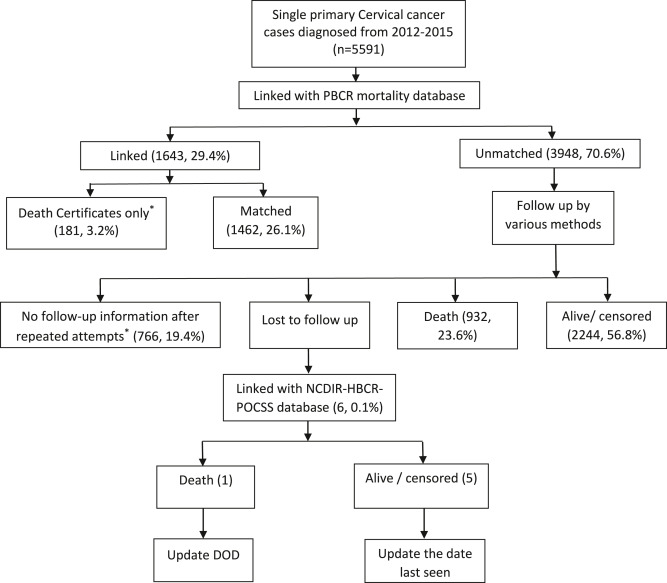 Single primary Cervical cancer
cases diagnosed from 2012-2015
(n=5591)
Linked with PBCR mortality database
Linked (1643, 29.4%)
Unmatched (3948, 70.6%)
Death Certificates only*
(181, 3.2%)
Matched
(1462, 26.1%)
Follow up by
various methods
No follow-up information after
repeated attempts* (766, 19.4%)
Lost to follow up
Death (932,
23.6%)
Alive/ censored
(2244, 56.8%)
Linked with NCDIR-HBCR-
POCSS database (6, 0.1%)
Death (1)
Alive / censored (5)
Update DOD
Update the date
last seen